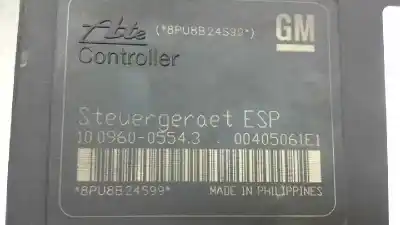 Ate (*8PU8B24599*) GM
Controller
Steuergeraet ESP
10.0960-0554.3 00405061E1
*8PU8B24599* MADE IN PHILIPPINES